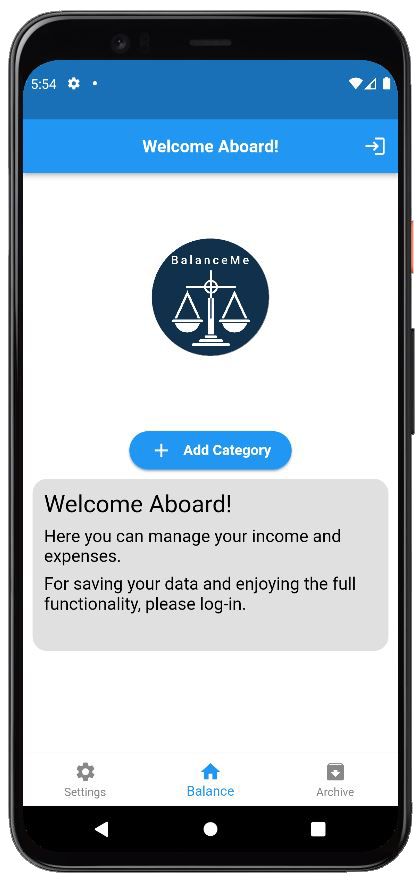 5:54
Welcome Aboard!
BalanceMe
Add Category
Welcome Aboard!
Here you can manage your income and
expenses.
For saving your data and enjoying the full
functionality, please log-in.
Settings
Balance
Archive